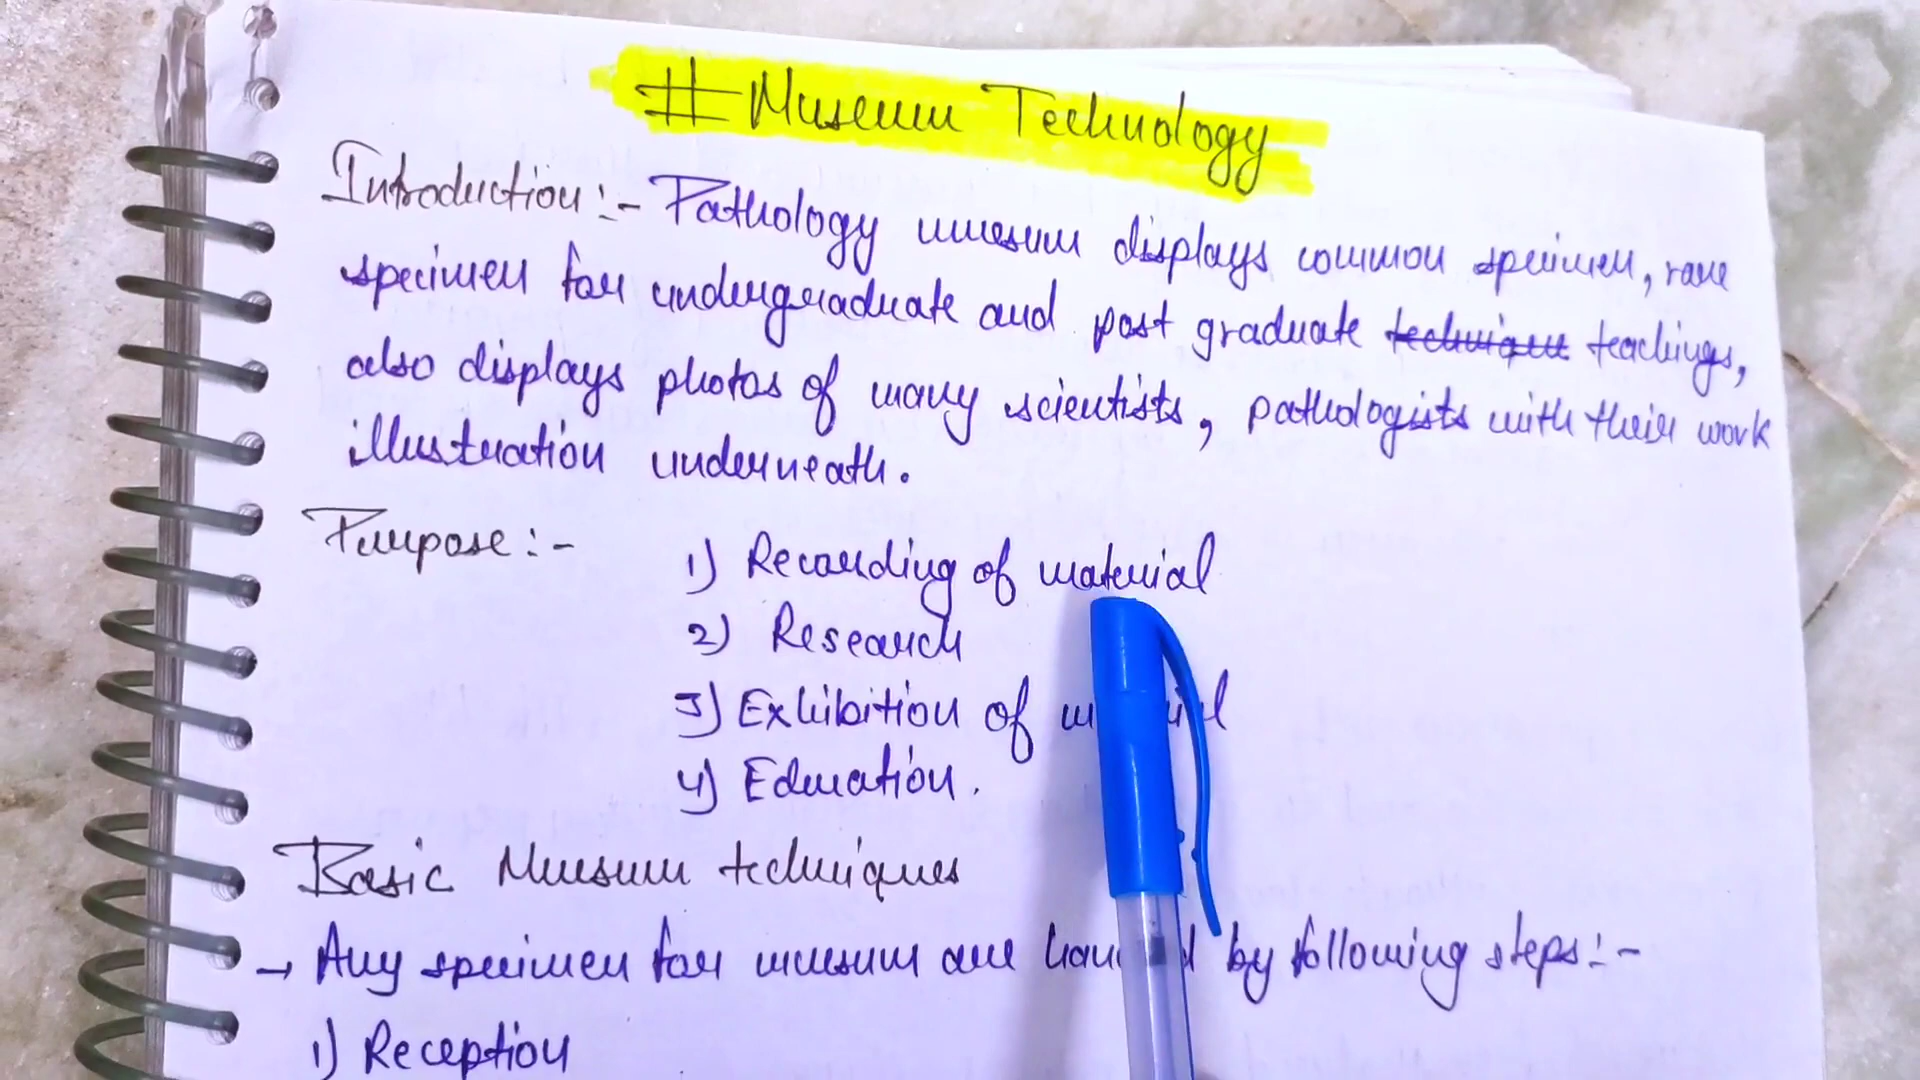 # Museum Technology
Introduction :- Pathology museum displays common specimen, rare
specimen for undergraduate and post graduate teachings,
also displays photos of many scientists, pathologists with their work
illustration underneath.
Purpose :-
1) Recording of material
2) Research
3) Exhibition of
4) Education.
Basic Museum techniques
→ Any specimen for museum are by following steps :-
1) Reception